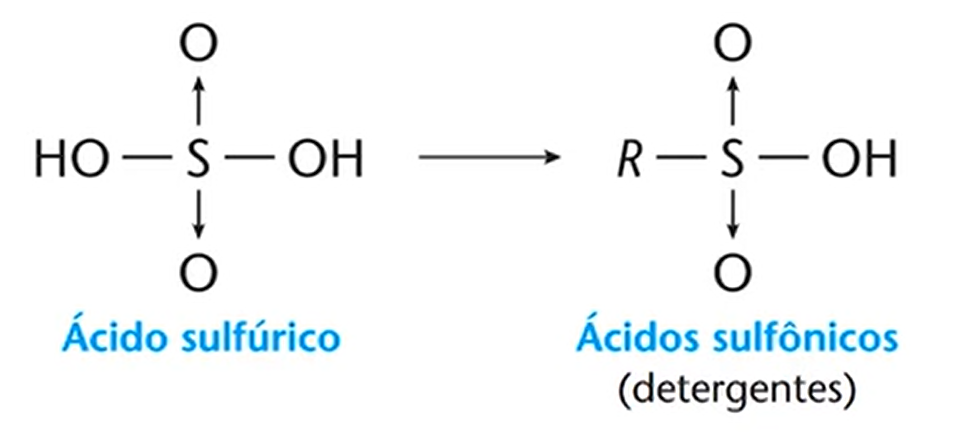 O O
HO — S — OH ⟶ R — S — OH
O O
Ácido sulfúrico Ácidos sulfônicos
(detergentes)